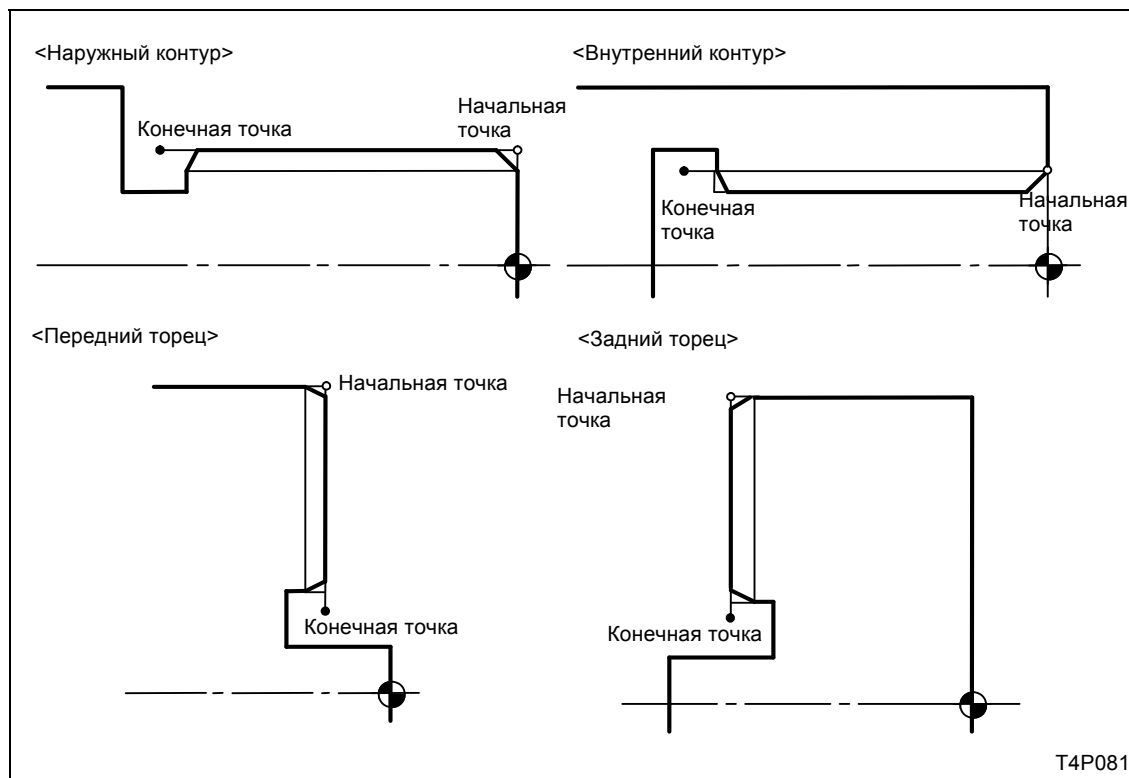 <Наружный контур>
<Внутренний контур>
Начальная
точка
Конечная точка
Конечная
точка
Начальная
точка
<Передний торец>
<Задний торец>
Начальная точка
Начальная
точка
Конечная точка
Конечная точка
T4P081